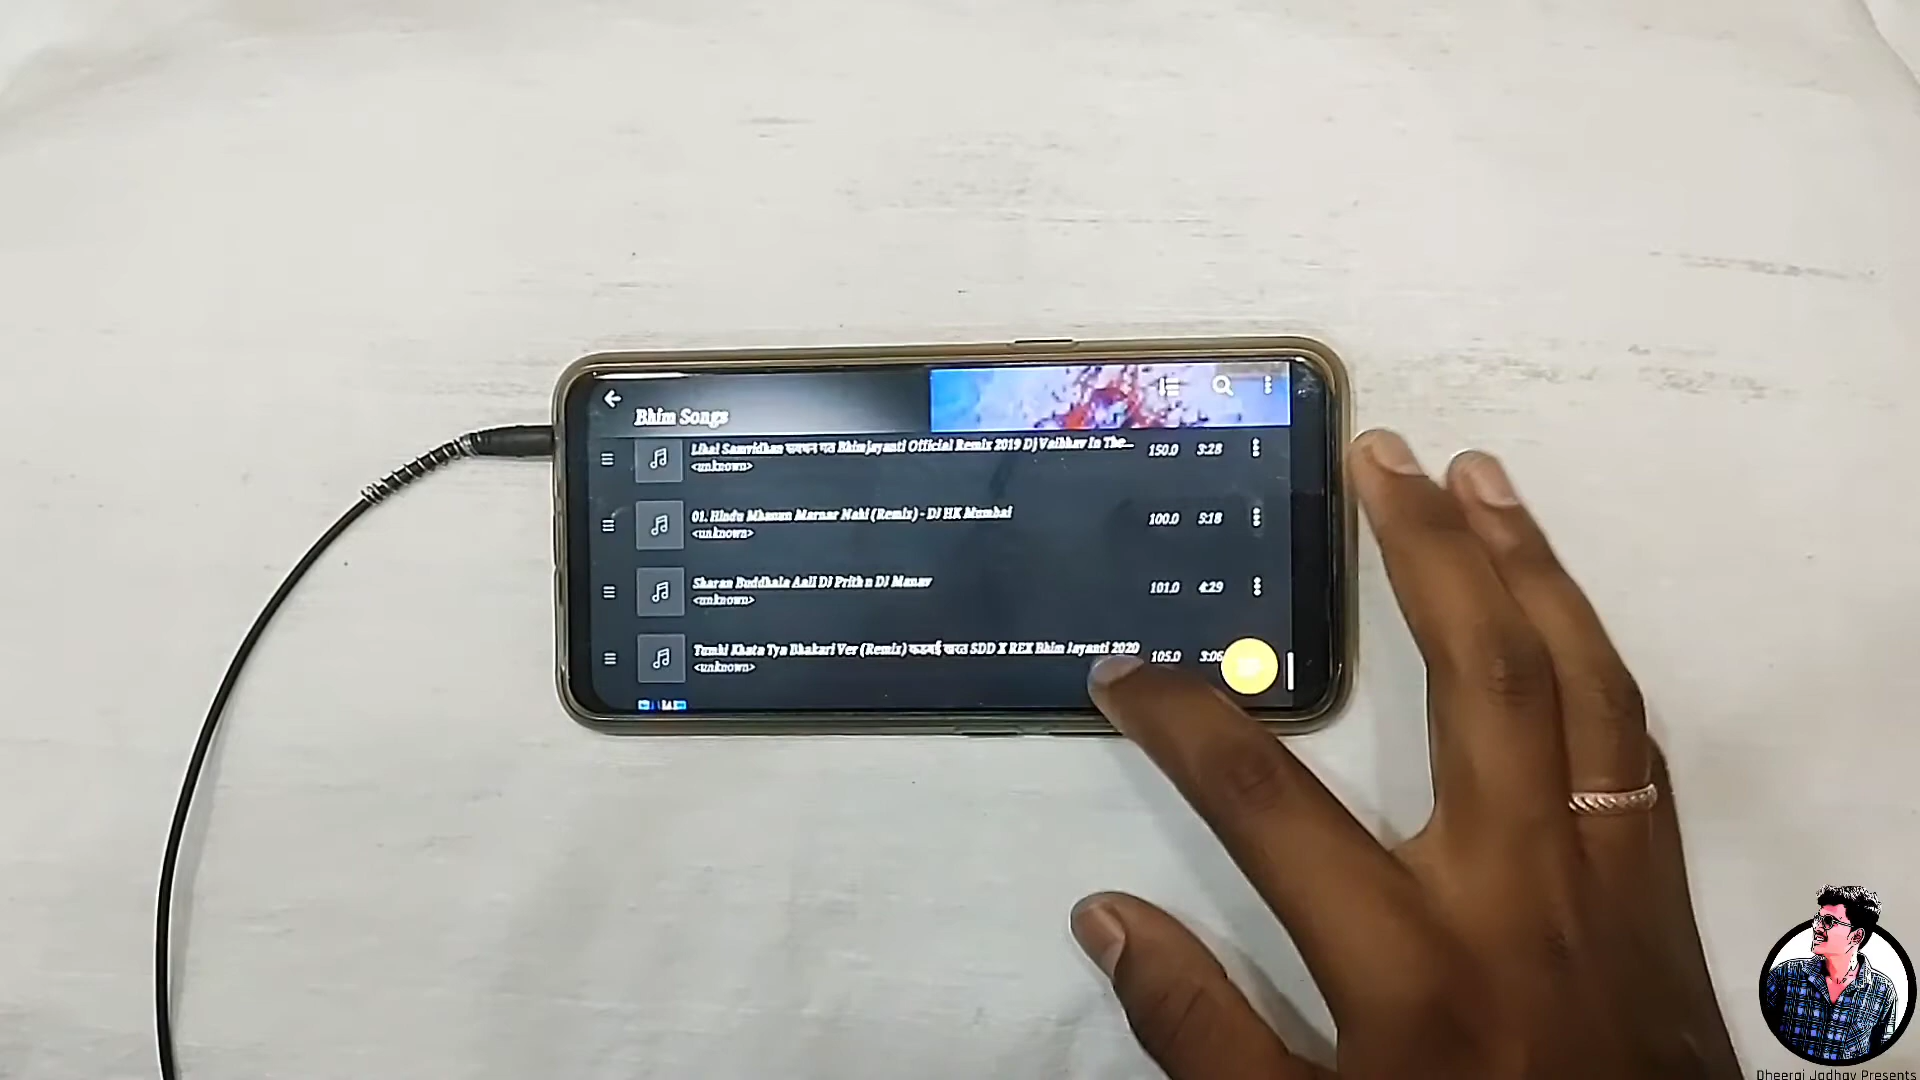 Bhim Songs
Lihal Samvidhan Bhimjayanti Official Remix 2019 Dj Vaibhav In The...
150.0 3:28
<unknown>
01. Hindu Mhanun Marnar Nahi (Remix) - DJ HK Mumbai
100.0 5:18
<unknown>
Sharan Buddhala Aali DJ Prith n DJ Manav
101.0 4:29
<unknown>
Tumhi Khata Tya Bhakari Ver (Remix) SDD X REX Bhim Jayanti 2020
105.0 3:06
<unknown>
Dheeraj Jadhav Presents